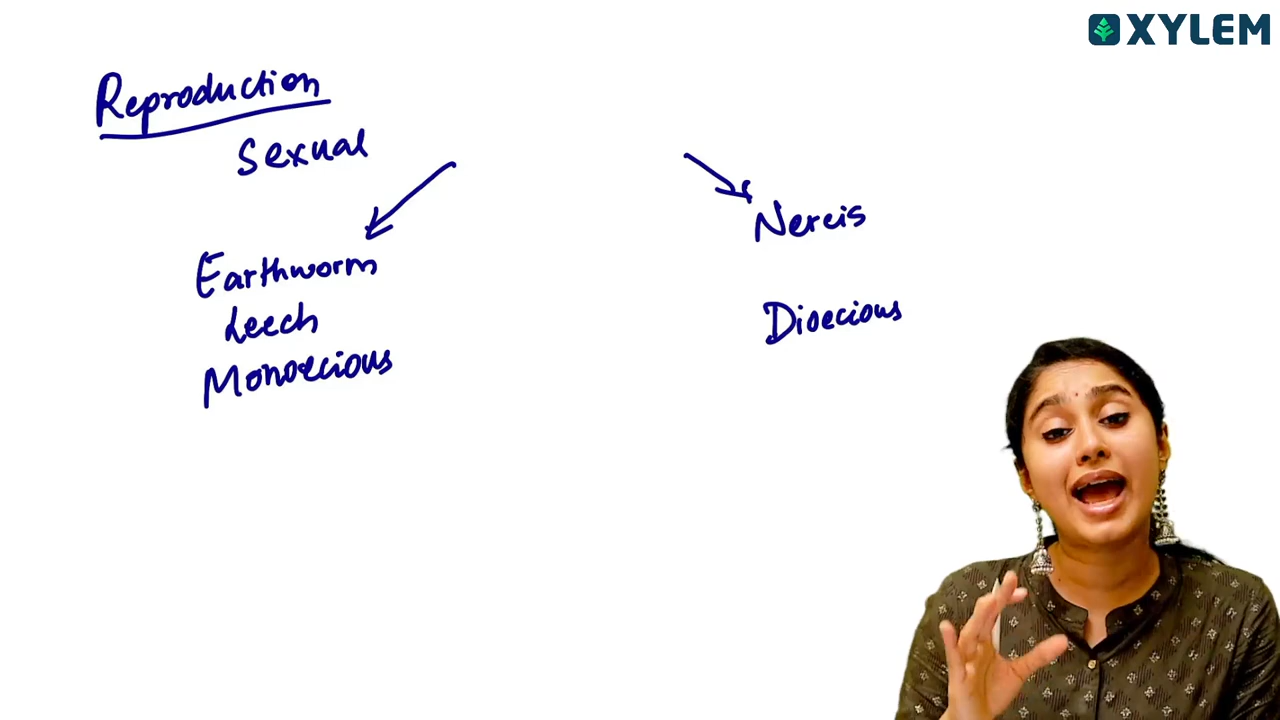 XYLEM
Reproduction
Sexual
Nereis
Earthworm
Leech
Dioecious
Monoecious